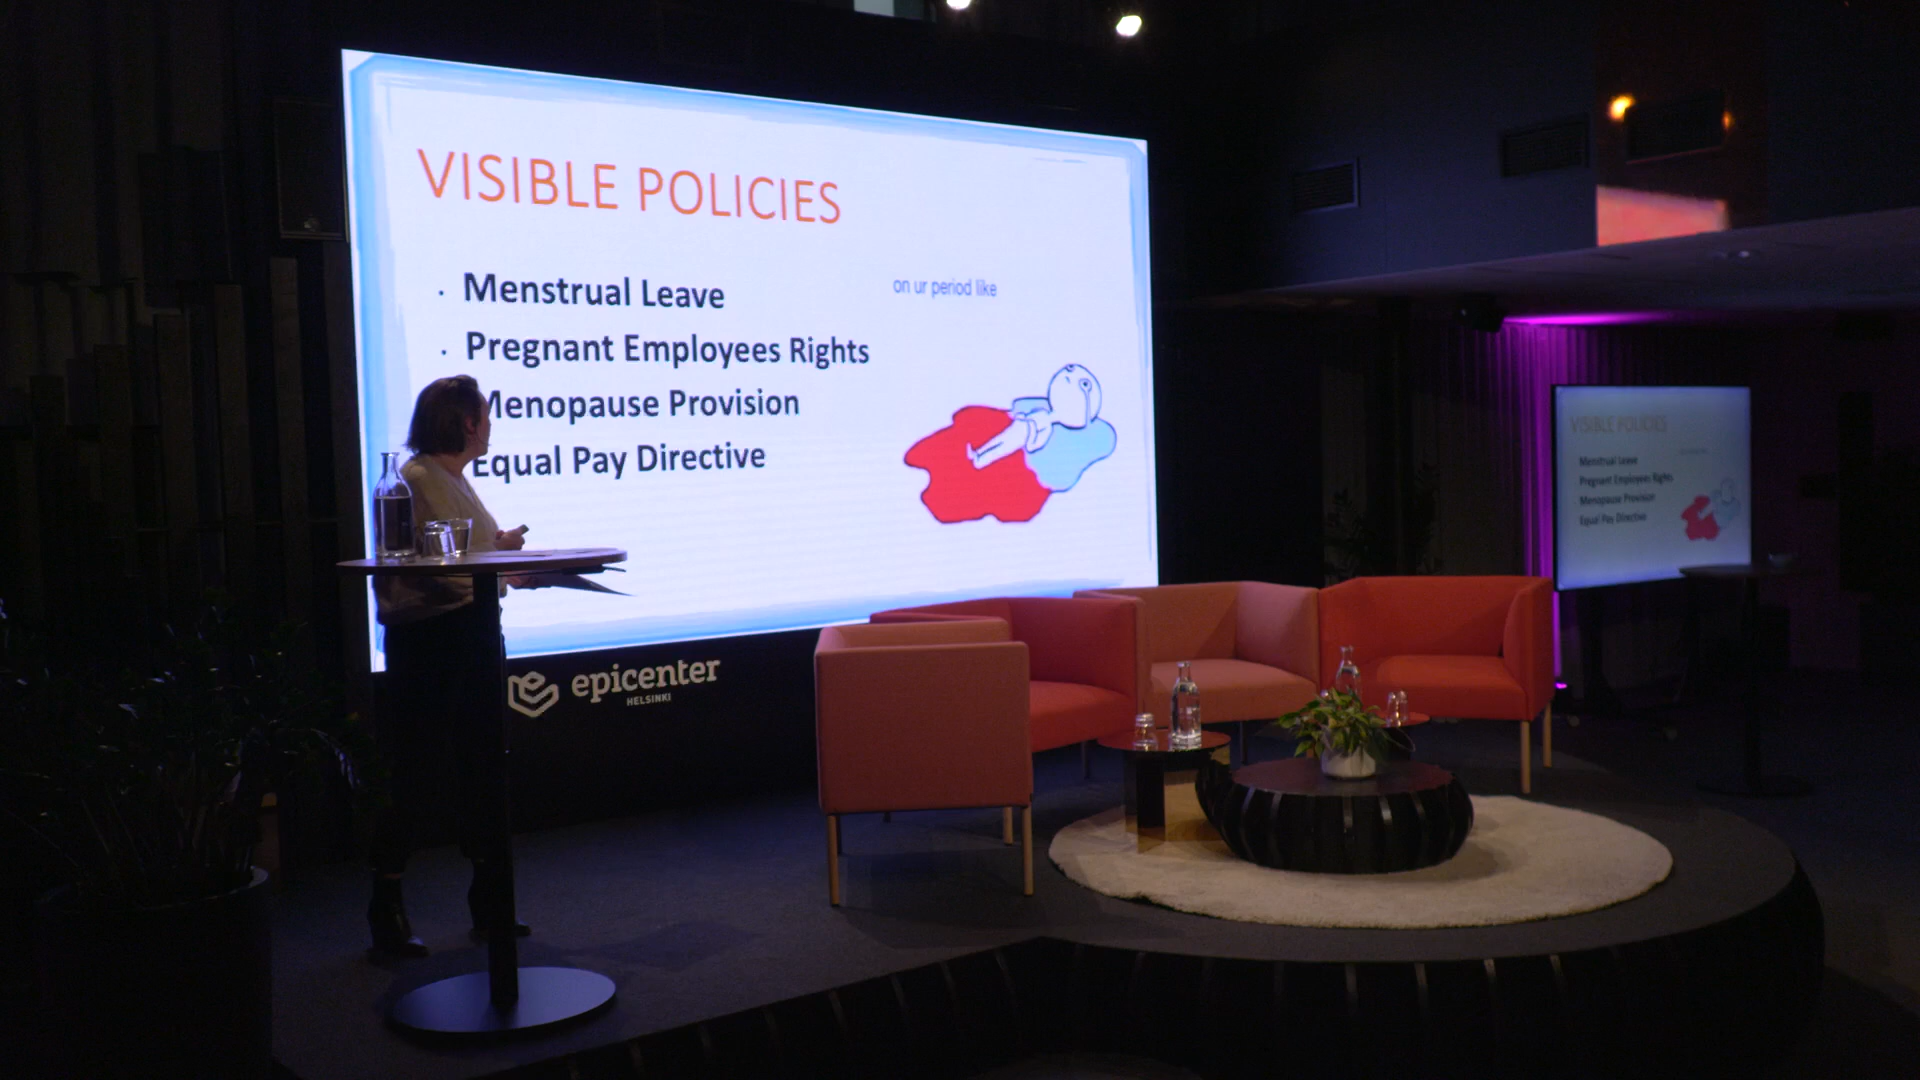 VISIBLE POLICIES
· Menstrual Leave
on ur period like
· Pregnant Employees Rights
Menopause Provision
Equal Pay Directive
epicenter
HELSINKI
VISIBLE POLICIES
Menstrual Leave
Pregnant Employees Rights
Menopause Provision
Equal Pay Directive